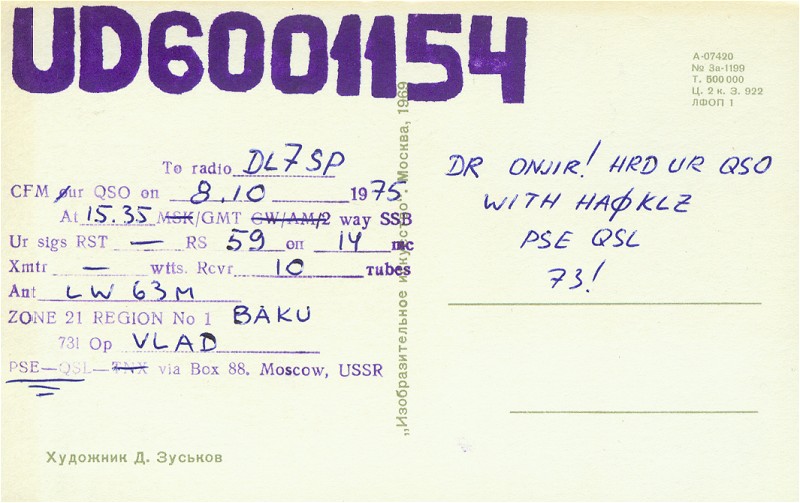 UD6001154
А-07420
№ За-1199
Т. 500 000
Ц. 2 к. З. 922
ЛФОП 1
To radio DL7SP
CFM our QSO on 8.10 1975
At 15.35 MSK/GMT CW/AM/2 way SSB
Ur sigs RST — RS 59 on 14 mc
Xmtr — wtts. Rcvr 10 tubes
Ant LW 63M
ZONE 21 REGION No 1 BAKU
73! Op VLAD
PSE—QSL—TNX via Box 88. Moscow, USSR
Художник Д. Зуськов
„Изобразительное искусство". Москва, 1969
DR ONJIR! HRD UR QSO
WITH HAØKLZ
PSE QSL
73!